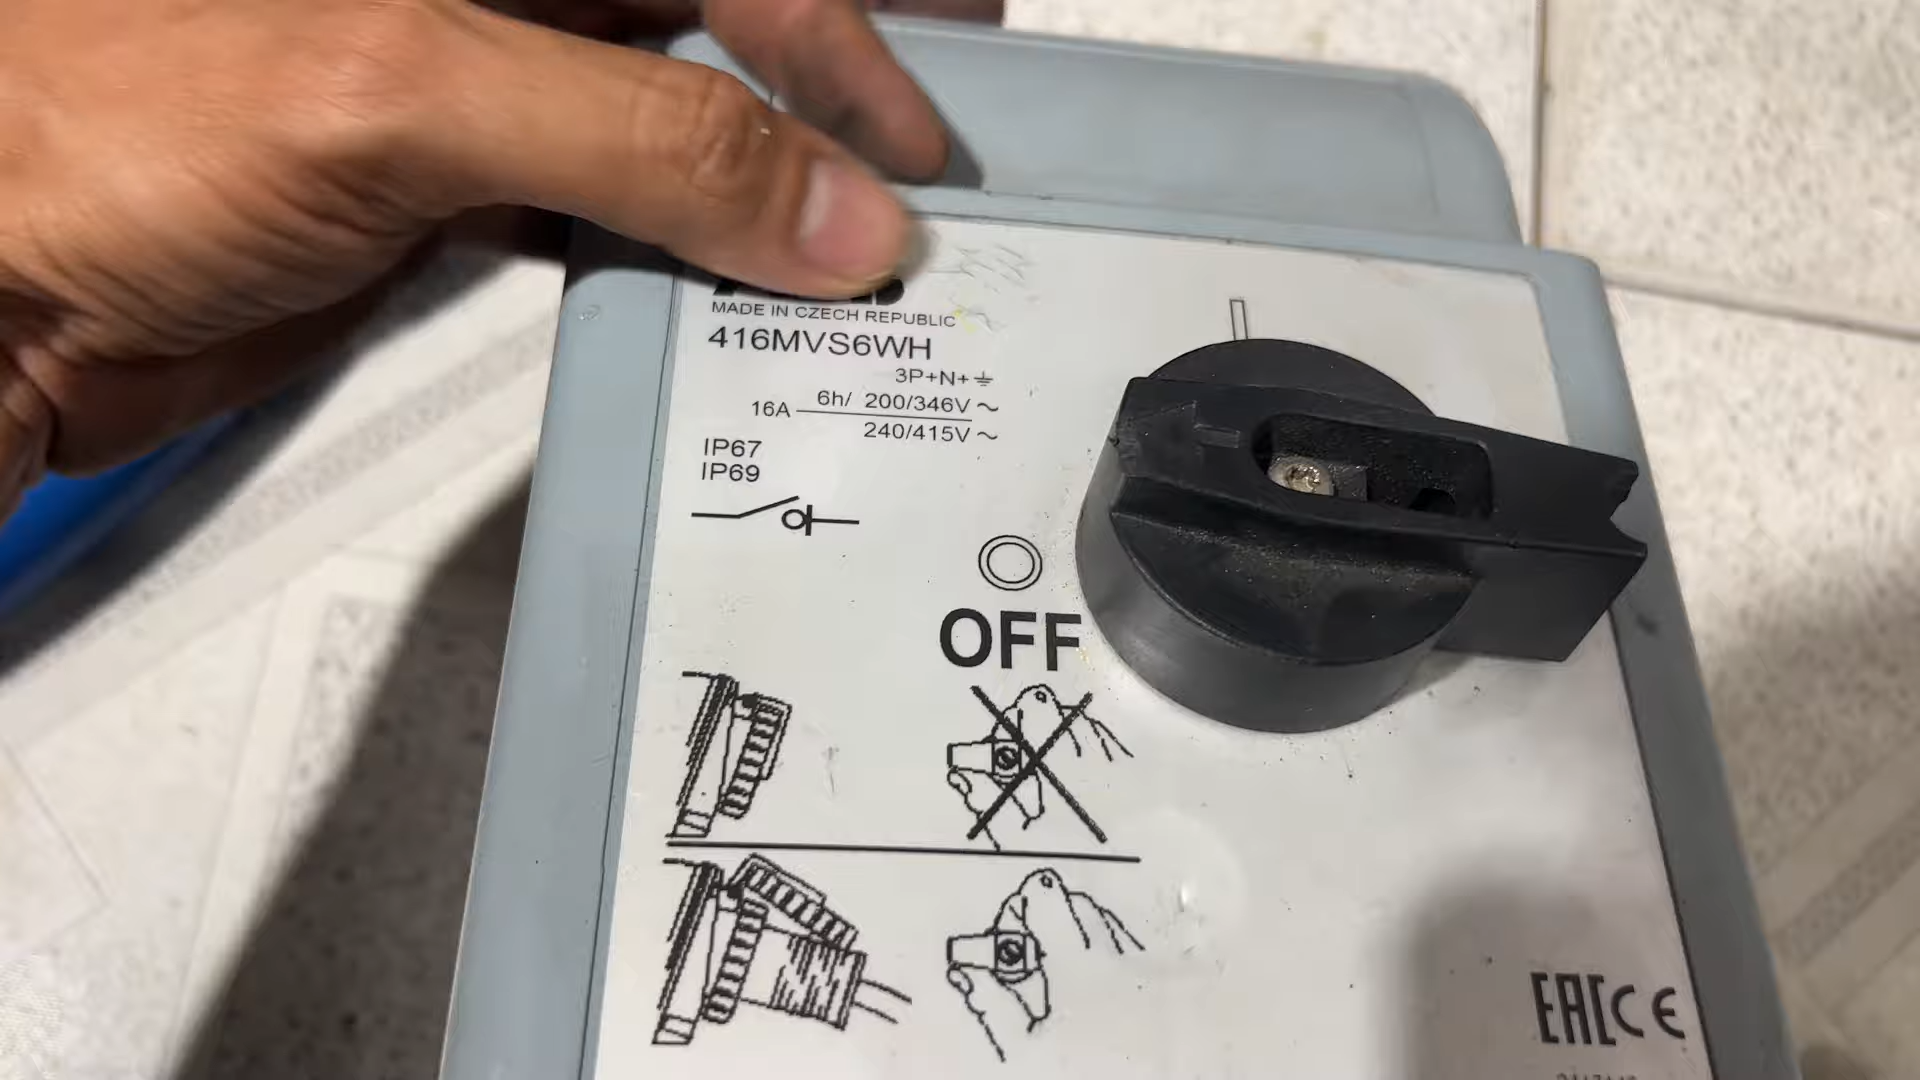 MADE IN CZECH REPUBLIC
416MVS6WH
3P+N+⏚
16A 6h/ 200/346V ~
240/415V ~
IP67
IP69
OFF
EAC CE